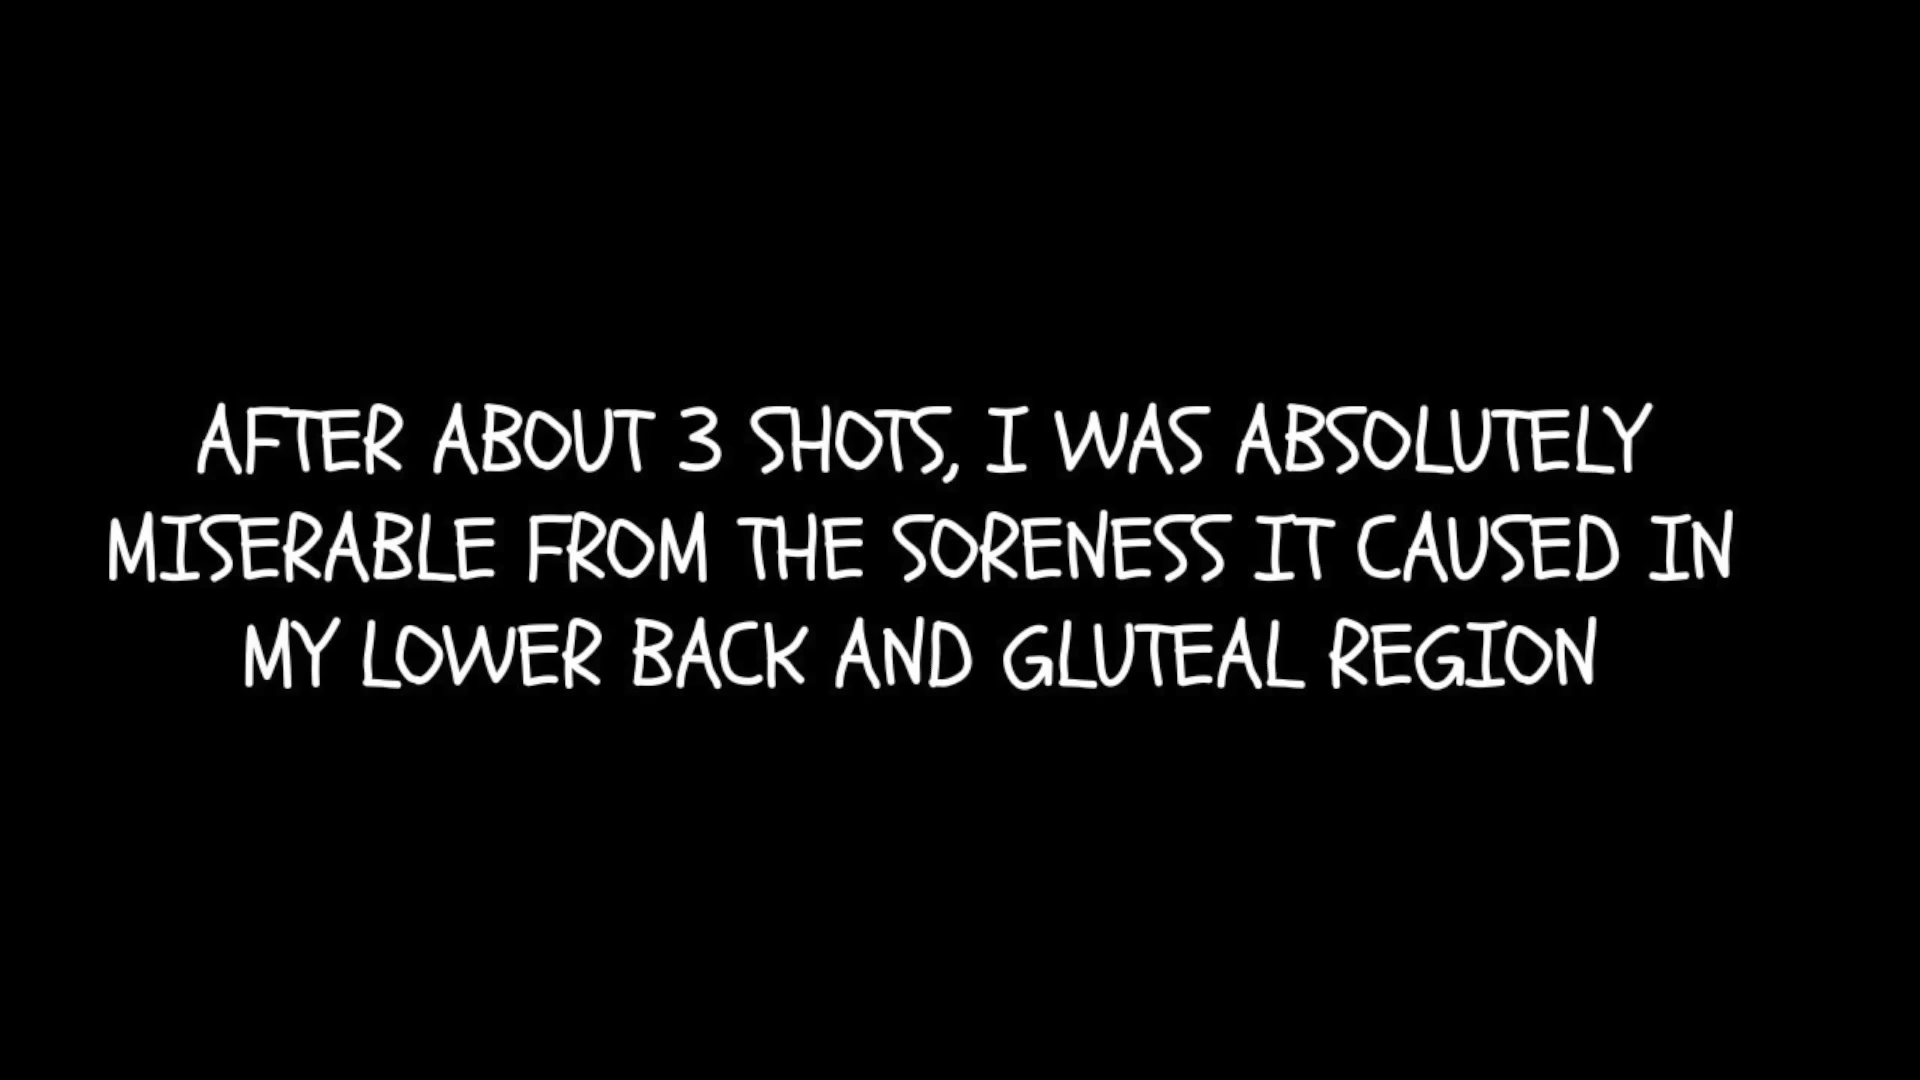 AFTER ABOUT 3 SHOTS, I WAS ABSOLUTELY
MISERABLE FROM THE SORENESS IT CAUSED IN
MY LOWER BACK AND GLUTEAL REGION